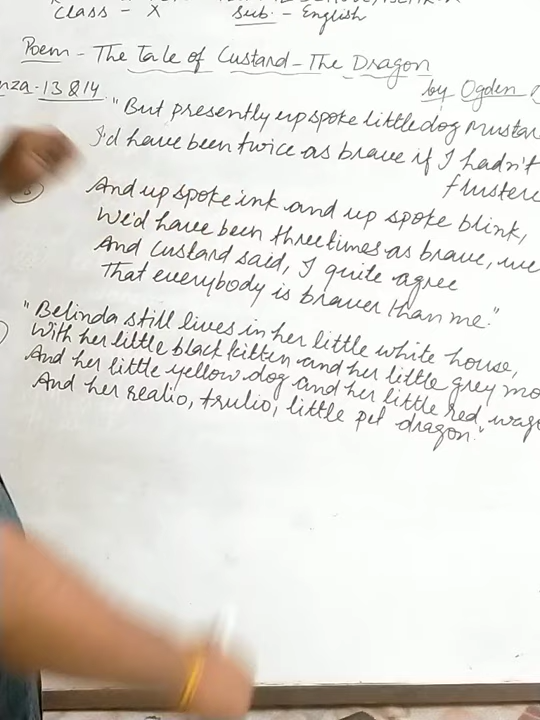 Class - X Sub. - English
Poem - The Tale of Custard - The Dragon
by Ogden
nza-13 & 14
"But presently up spoke little dog Mustar
I'd have been twice as brave if I hadn't
flustere
And up spoke ink and up spoke blink,
We'd have been three times as brave, we
And Custard said, I quite agree
That everybody is braver than me."
"Belinda still lives in her little white house,
With her little black kitten and her little grey mo
And her little yellow dog and her little red wago
And her realio, trulio, little pet dragon."